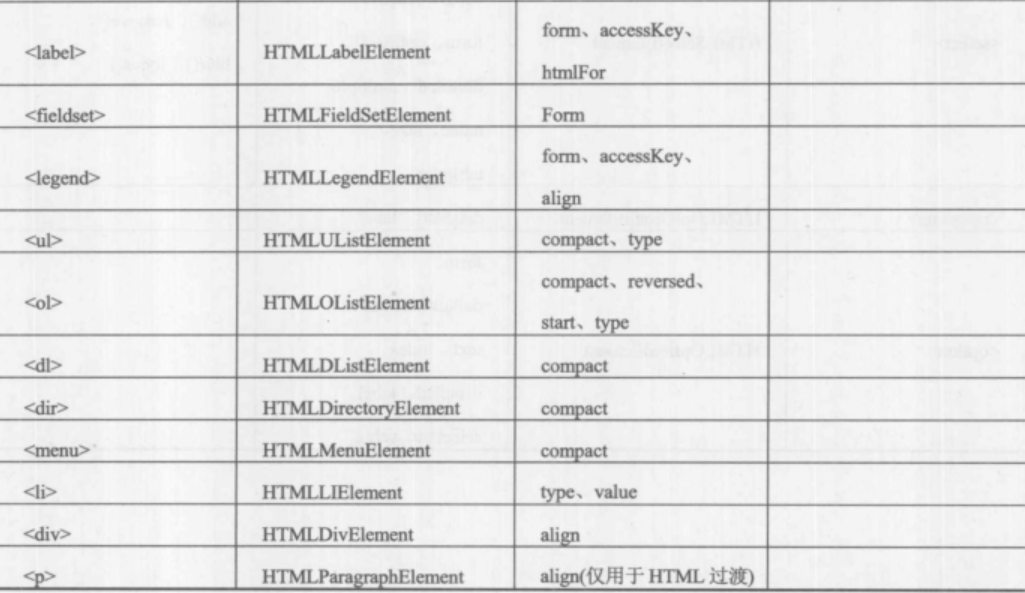 <label> HTMLLabelElement form、accessKey、
htmlFor
<fieldset> HTMLFieldSetElement Form
<legend> HTMLLegendElement form、accessKey、
align
<ul> HTMLUListElement compact、type
<ol> HTMLOListElement compact、reversed、
start、type
<dl> HTMLDListElement compact
<dir> HTMLDirectoryElement compact
<menu> HTMLMenuElement compact
<li> HTMLLIElement type、value
<div> HTMLDivElement align
<p> HTMLParagraphElement align(仅用于 HTML 过渡)